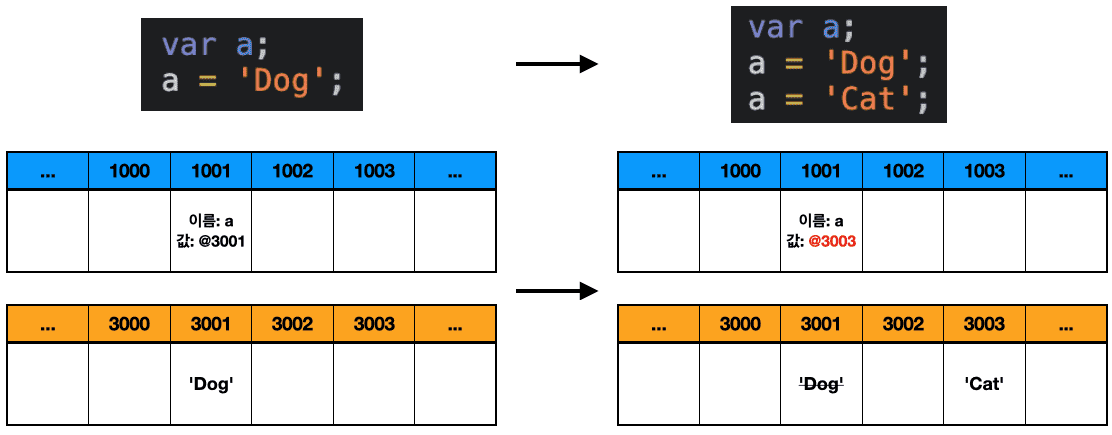 var a;
a = 'Dog';
var a;
a = 'Dog';
a = 'Cat';
... 1000 1001 1002 1003 ...
이름: a
값: @3001
... 1000 1001 1002 1003 ...
이름: a
값: @3003
... 3000 3001 3002 3003 ...
'Dog'
... 3000 3001 3002 3003 ...
'Dog' 'Cat'